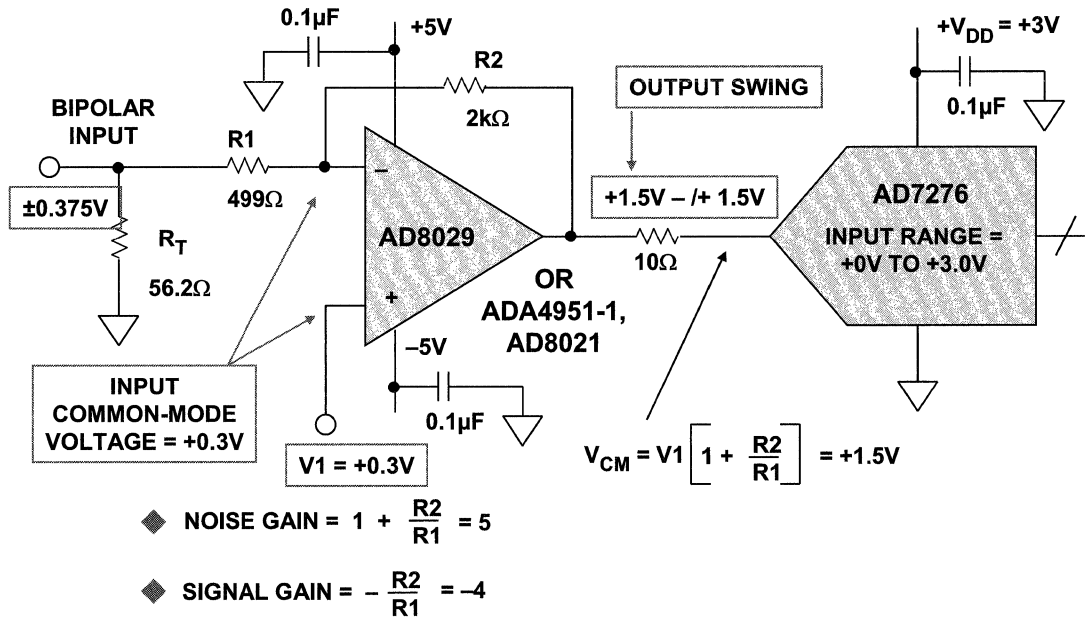 0.1µF
+5V
+V_DD = +3V
R2
2kΩ
OUTPUT SWING
0.1µF
BIPOLAR
INPUT
R1
499Ω
±0.375V
R_T
56.2Ω
–
+
AD8029
+1.5V – /+ 1.5V
10Ω
AD7276
INPUT RANGE =
+0V TO +3.0V
OR
ADA4951-1,
AD8021
–5V
0.1µF
INPUT
COMMON-MODE
VOLTAGE = +0.3V
V1 = +0.3V
V_CM = V1 [ 1 + R2/R1 ] = +1.5V
NOISE GAIN = 1 + R2/R1 = 5
SIGNAL GAIN = – R2/R1 = –4